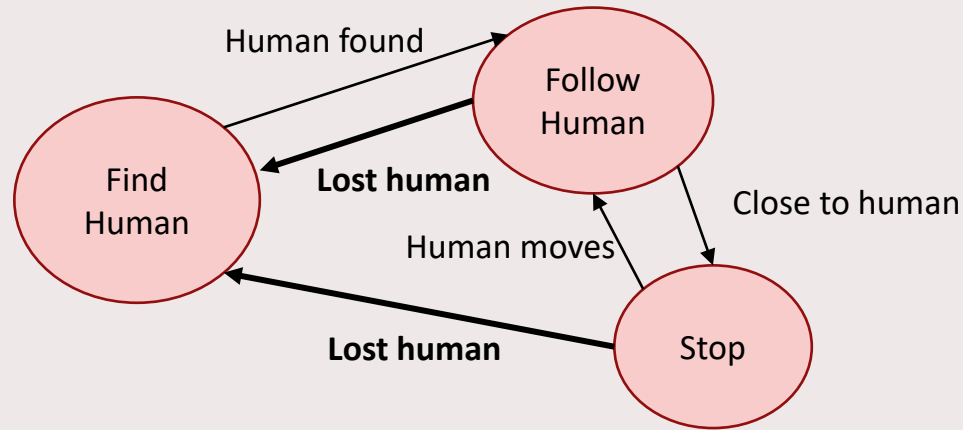 Human found
Follow
Human
Find
Human
Lost human
Close to human
Human moves
Lost human
Stop